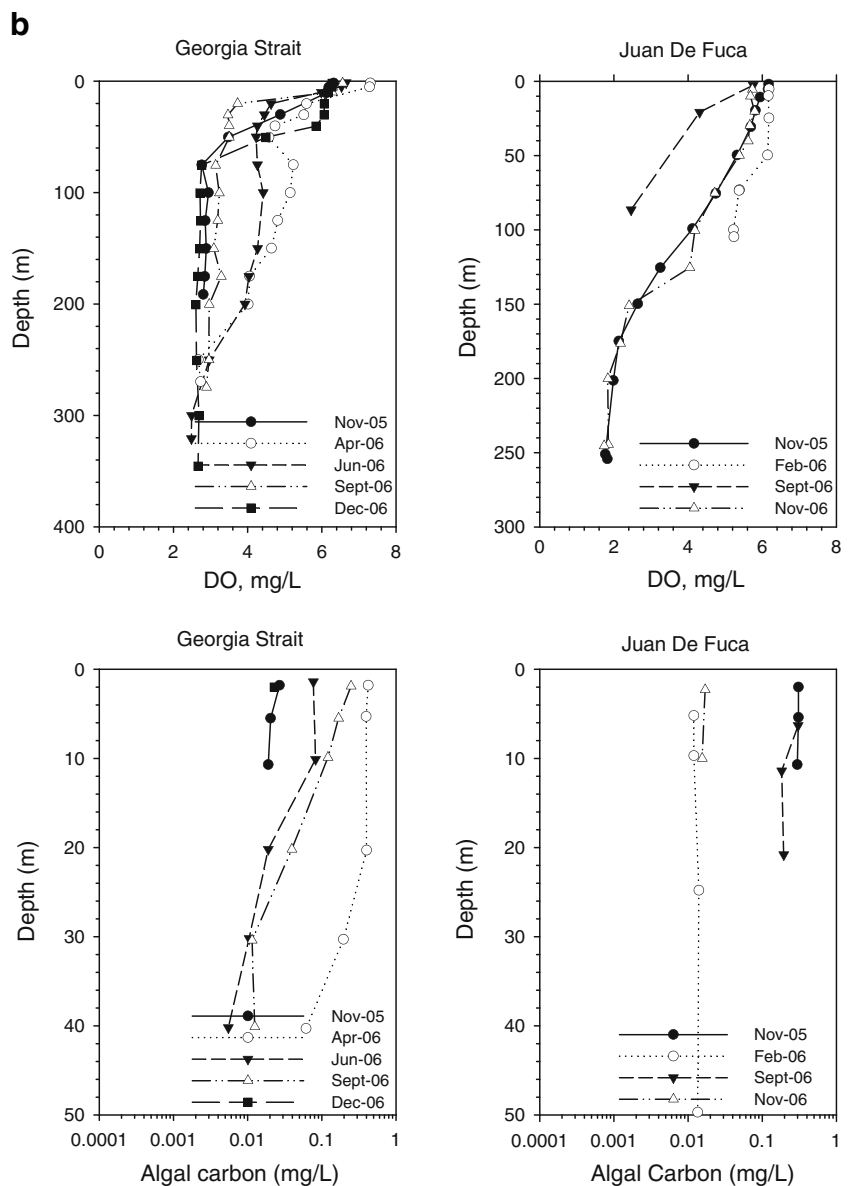 b
Georgia Strait
0
100
200
300
400
Depth (m)
0 2 4 6 8
DO, mg/L
Nov-05
Apr-06
Jun-06
Sept-06
Dec-06
Juan De Fuca
0
50
100
150
200
250
300
Depth (m)
0 2 4 6 8
DO, mg/L
Nov-05
Feb-06
Sept-06
Nov-06
Georgia Strait
0
10
20
30
40
50
Depth (m)
0.0001 0.001 0.01 0.1 1
Algal carbon (mg/L)
Nov-05
Apr-06
Jun-06
Sept-06
Dec-06
Juan De Fuca
0
10
20
30
40
50
Depth (m)
0.0001 0.001 0.01 0.1 1
Algal Carbon (mg/L)
Nov-05
Feb-06
Sept-06
Nov-06